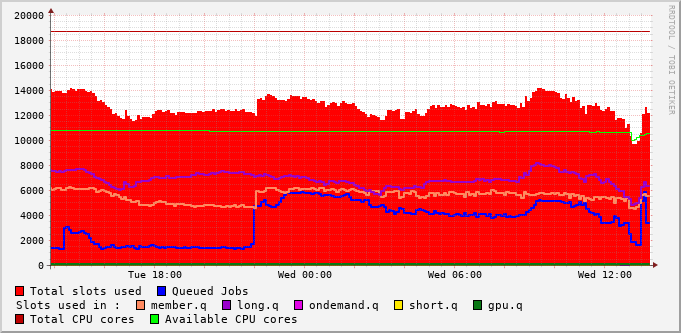 20000
18000
16000
14000
12000
10000
8000
6000
4000
2000
0
Tue 18:00 Wed 00:00 Wed 06:00 Wed 12:00
Total slots used Queued Jobs
Slots used in : member.q long.q ondemand.q short.q gpu.q
Total CPU cores Available CPU cores
RRDTOOL / TOBI OETIKER